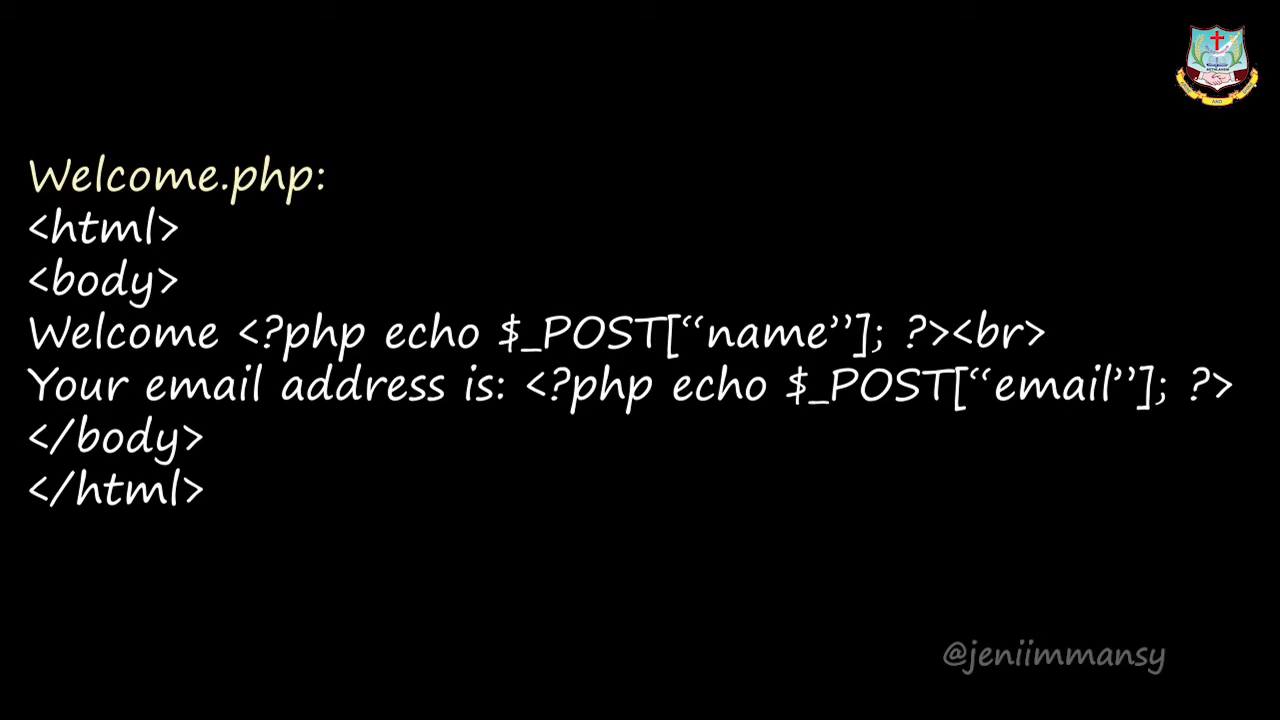 Welcome.php:
<html>
<body>
Welcome <?php echo $_POST[“name”]; ?><br>
Your email address is: <?php echo $_POST[“email”]; ?>
</body>
</html>
AND
@jeniimmansy